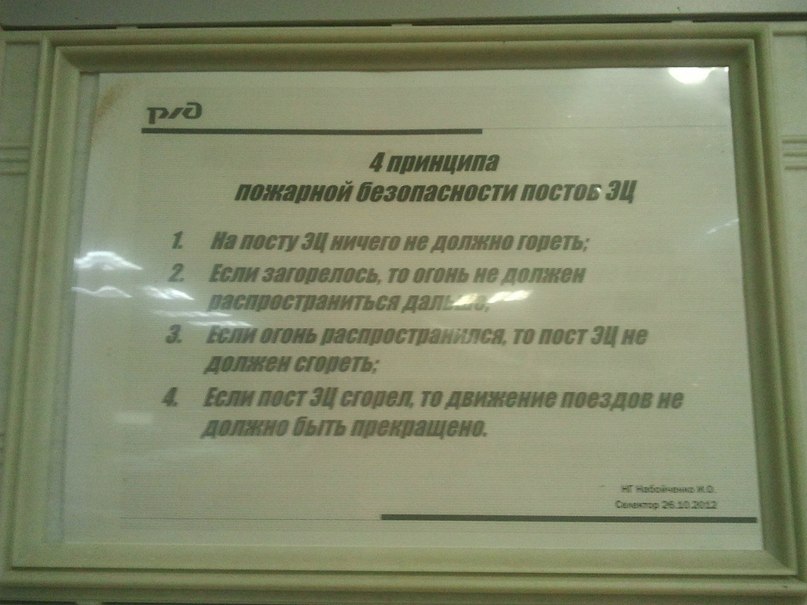 ржд
4 принципа
пожарной безопасности постов ЭЦ
1. На посту ЭЦ ничего не должно гореть;
2. Если загорелось, то огонь не должен
распространиться дальше;
3. Если огонь распространился, то пост ЭЦ не
должен сгореть;
4. Если пост ЭЦ сгорел, то движение поездов не
должно быть прекращено.
НГ Набойченко И.О.
Селектор 26.10.2012